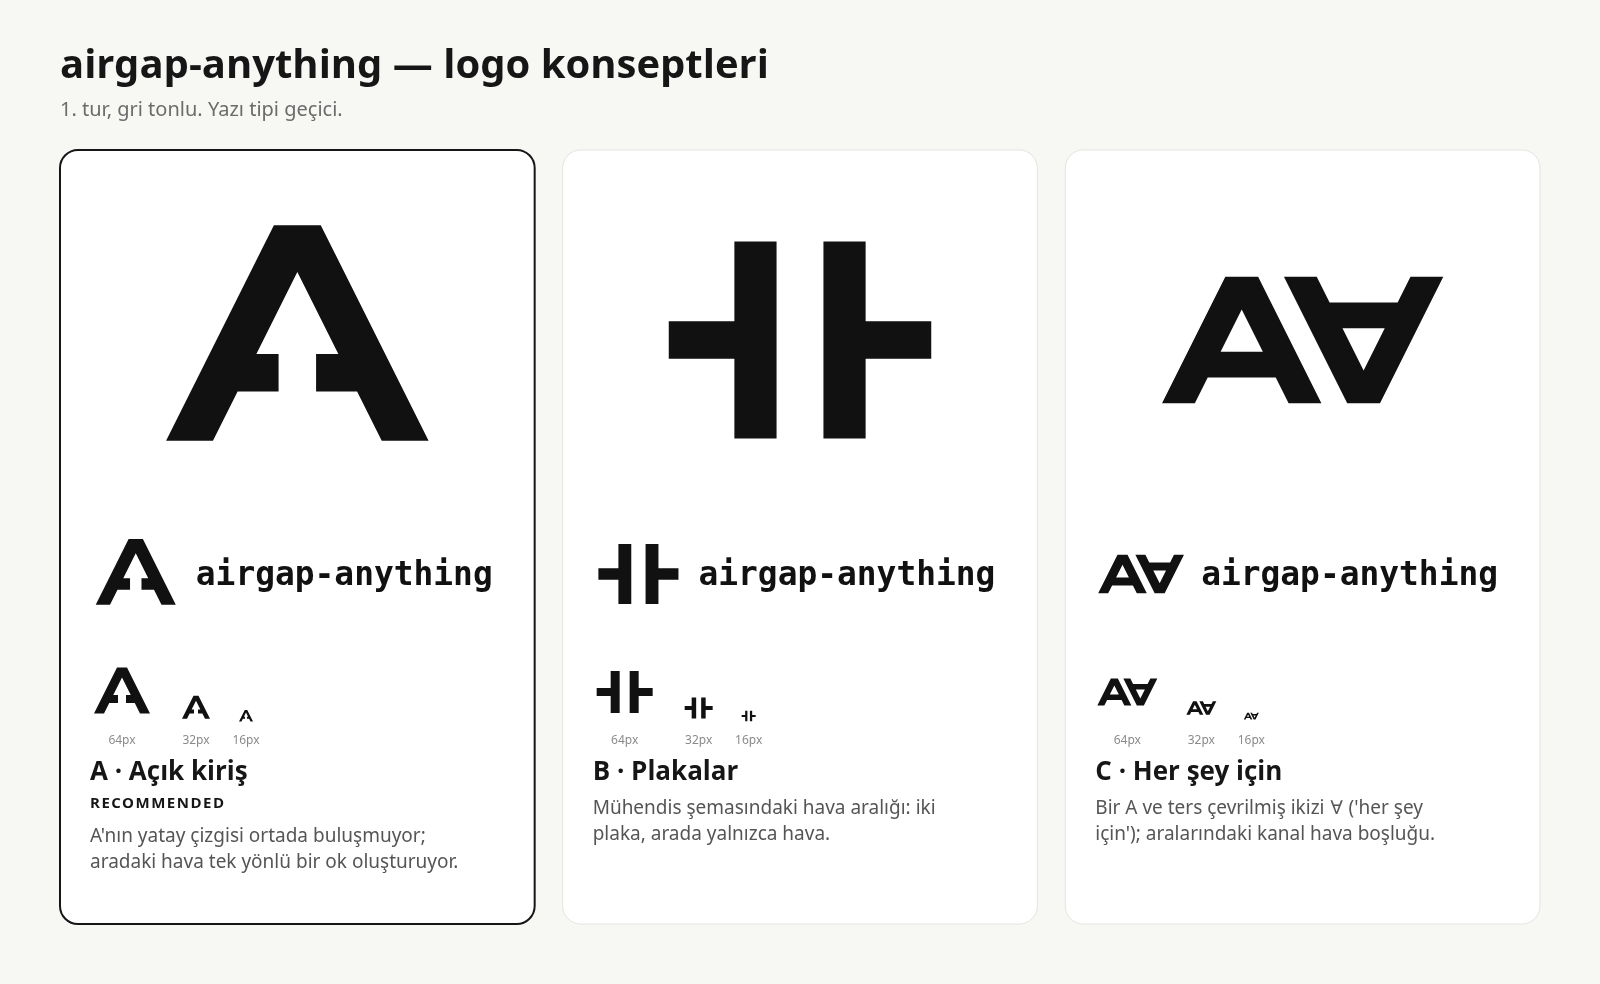 airgap-anything — logo konseptleri
1. tur, gri tonlu. Yazı tipi geçici.
airgap-anything
64px 32px 16px
A · Açık kiriş
RECOMMENDED
A'nın yatay çizgisi ortada buluşmuyor;
aradaki hava tek yönlü bir ok oluşturuyor.
airgap-anything
64px 32px 16px
B · Plakalar
Mühendis şemasındaki hava aralığı: iki
plaka, arada yalnızca hava.
airgap-anything
64px 32px 16px
C · Her şey için
Bir A ve ters çevrilmiş ikizi ∀ ('her şey
için'); aralarındaki kanal hava boşluğu.